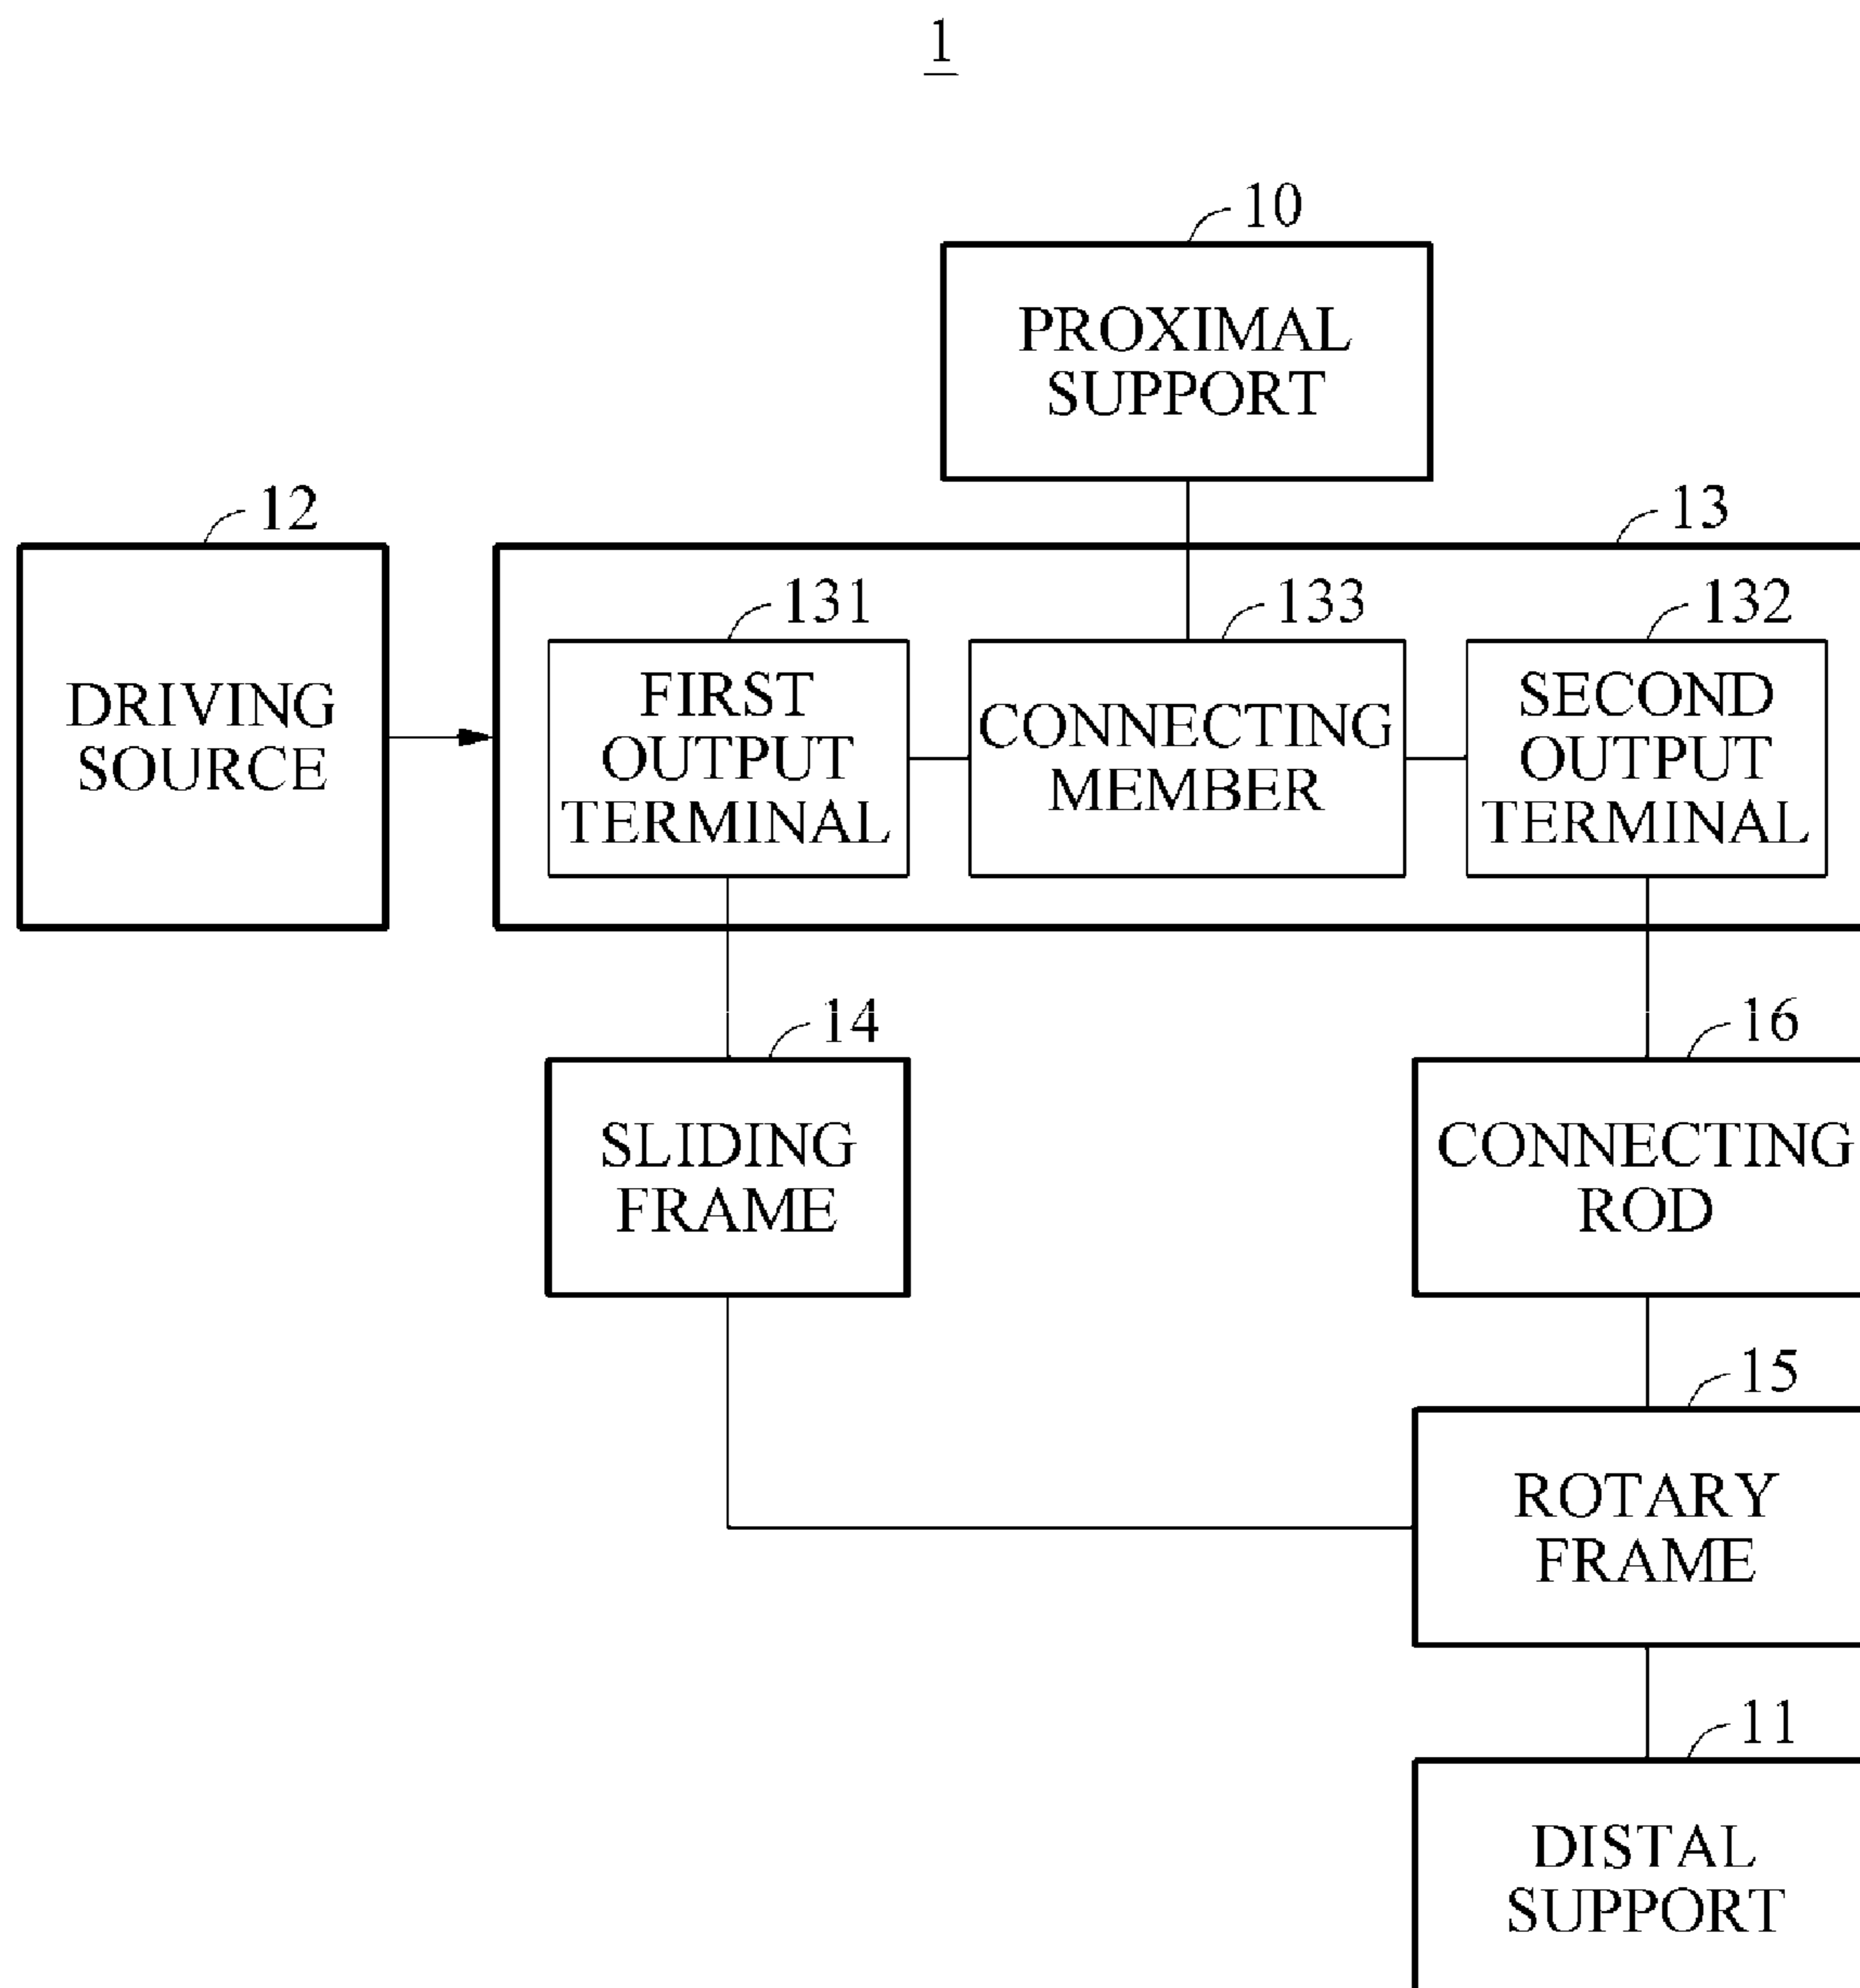 1
10
PROXIMAL
SUPPORT
12
DRIVING
SOURCE
13
131
FIRST
OUTPUT
TERMINAL
133
CONNECTING
MEMBER
132
SECOND
OUTPUT
TERMINAL
14
SLIDING
FRAME
16
CONNECTING
ROD
15
ROTARY
FRAME
11
DISTAL
SUPPORT